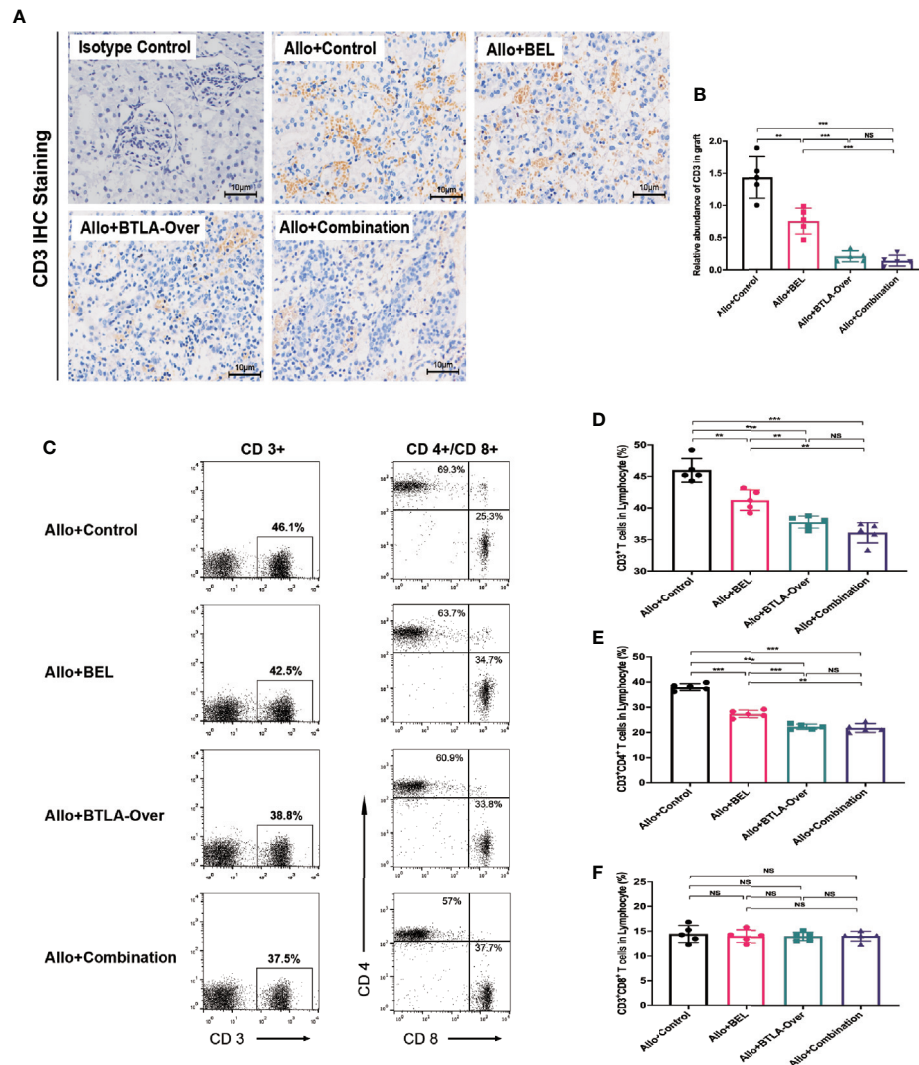 A
CD3 IHC Staining
Isotype Control
10μm
Allo+Control
10μm
Allo+BEL
10μm
Allo+BTLA-Over
10μm
Allo+Combination
10μm
B
Relative abundance of CD3 in graft
2.0
1.5
1.0
0.5
0.0
***
** *** NS
***
Allo+Control
Allo+BEL
Allo+BTLA-Over
Allo+Combination
C
CD 3+ CD 4+/CD 8+
Allo+Control
46.1%
69.3%
25.3%
Allo+BEL
42.5%
63.7%
34.7%
Allo+BTLA-Over
38.8%
60.9%
33.8%
Allo+Combination
37.5%
57%
37.7%
CD 4
CD 3
CD 8
D
CD3+ T cells in Lymphocyte (%)
50
45
40
35
30
***
***
** ** NS
**
Allo+Control
Allo+BEL
Allo+BTLA-Over
Allo+Combination
E
CD3+CD4+ T cells in Lymphocyte (%)
50
40
30
20
10
0
***
***
*** *** NS
**
Allo+Control
Allo+BEL
Allo+BTLA-Over
Allo+Combination
F
CD3+CD8+ T cells in Lymphocyte (%)
25
20
15
10
5
0
NS
NS
NS NS NS
NS
Allo+Control
Allo+BEL
Allo+BTLA-Over
Allo+Combination